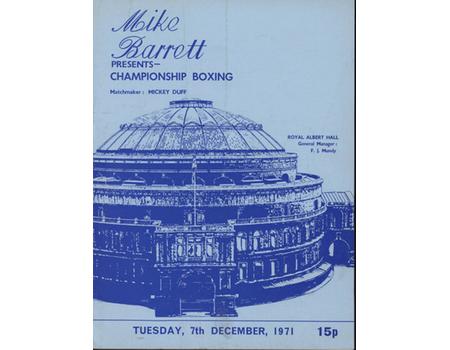 Mike
Barrett
PRESENTS—
CHAMPIONSHIP BOXING
Matchmaker : MICKEY DUFF
ROYAL ALBERT HALL
General Manager :
F. J. Mundy
TUESDAY, 7th DECEMBER, 1971 15p